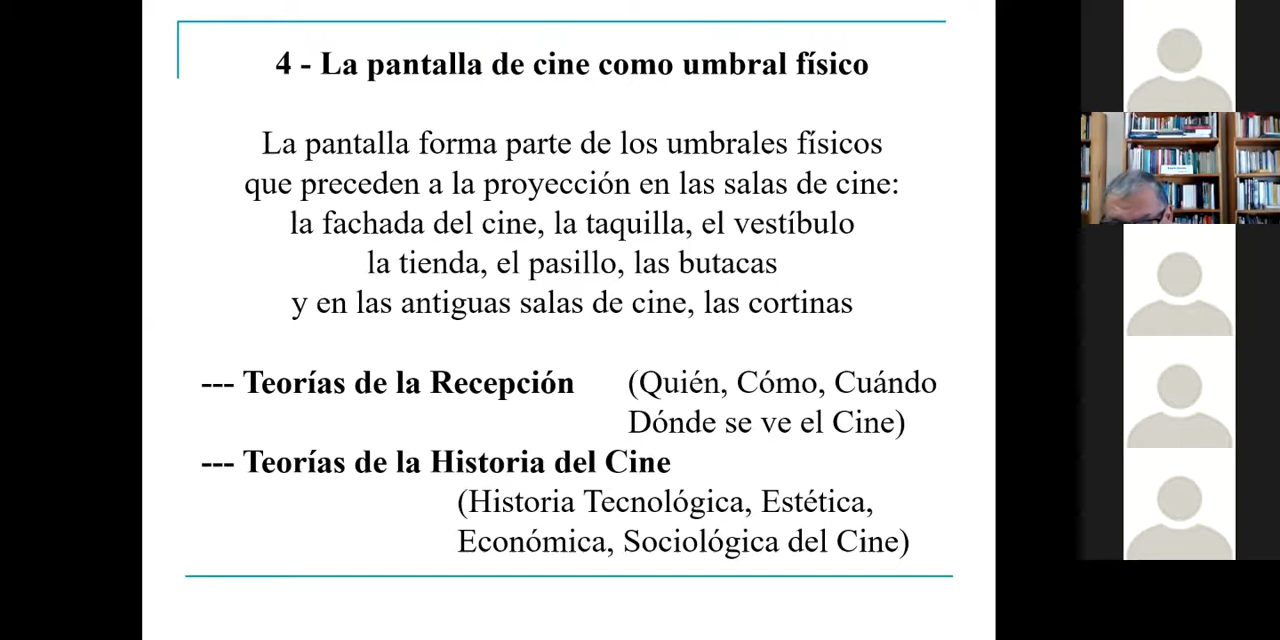 4 - La pantalla de cine como umbral físico
La pantalla forma parte de los umbrales físicos
que preceden a la proyección en las salas de cine:
la fachada del cine, la taquilla, el vestíbulo
la tienda, el pasillo, las butacas
y en las antiguas salas de cine, las cortinas
--- Teorías de la Recepción (Quién, Cómo, Cuándo
Dónde se ve el Cine)
--- Teorías de la Historia del Cine
(Historia Tecnológica, Estética,
Económica, Sociológica del Cine)